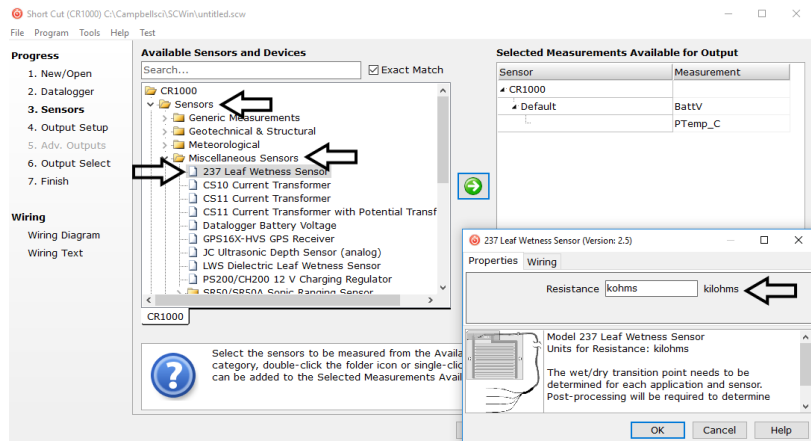 Short Cut (CR1000) C:\Campbellsci\SCWin\untitled.scw
File Program Tools Help Test
Progress
1. New/Open
2. Datalogger
3. Sensors
4. Output Setup
5. Adv. Outputs
6. Output Select
7. Finish
Wiring
Wiring Diagram
Wiring Text
Available Sensors and Devices
Search...
Exact Match
CR1000
Sensors
Generic Measurements
Geotechnical & Structural
Meteorological
Miscellaneous Sensors
237 Leaf Wetness Sensor
CS10 Current Transformer
CS11 Current Transformer
CS11 Current Transformer with Potential Transf
Datalogger Battery Voltage
GPS16X-HVS GPS Receiver
JC Ultrasonic Depth Sensor (analog)
LWS Dielectric Leaf Wetness Sensor
PS200/CH200 12 V Charging Regulator
SR50/SR50A Sonic Ranging Sensor
CR1000
Select the sensors to be measured from the Availa
category, double-click the folder icon or single-clic
can be added to the Selected Measurements Avail
Selected Measurements Available for Output
Sensor Measurement
CR1000
Default BattV
PTemp_C
237 Leaf Wetness Sensor (Version: 2.5)
Properties Wiring
Resistance kohms kilohms
Model 237 Leaf Wetness Sensor
Units for Resistance: kilohms
The wet/dry transition point needs to be
determined for each application and sensor.
Post-processing will be required to determine
OK Cancel Help